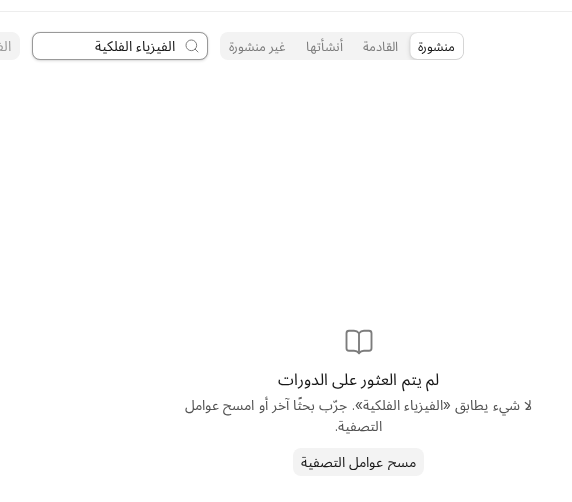 منشورة
القادمة
أنشأتها
غير منشورة
الفيزياء الفلكية
لم يتم العثور على الدورات
لا شيء يطابق «الفيزياء الفلكية». جرّب بحثًا آخر أو امسح عوامل
التصفية.
مسح عوامل التصفية